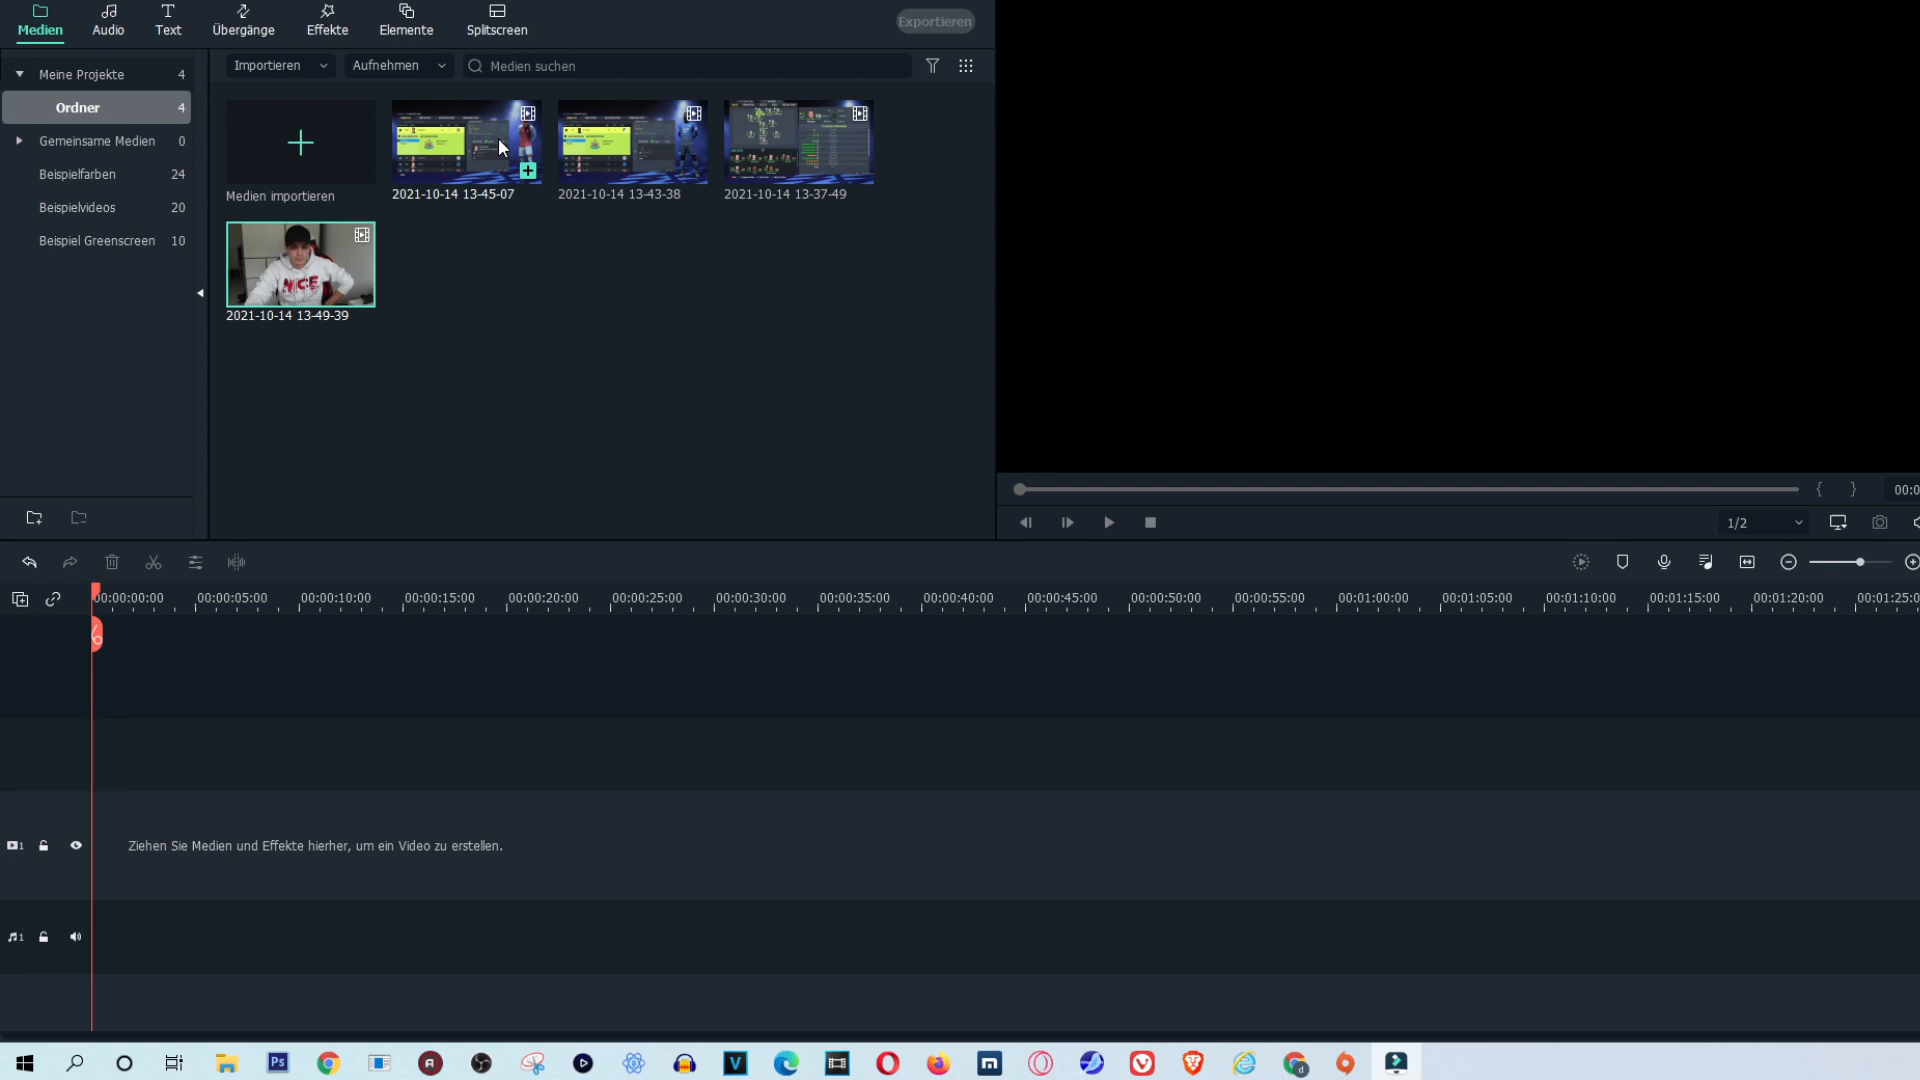 Medien
Audio
Text
Übergänge
Effekte
Elemente
Splitscreen
Exportieren
Meine Projekte 4
Ordner 4
Gemeinsame Medien 0
Beispielfarben 24
Beispielvideos 20
Beispiel Greenscreen 10
Importieren
Aufnehmen
Medien suchen
Medien importieren
2021-10-14 13-45-07
2021-10-14 13-43-38
2021-10-14 13-37-49
NICE
2021-10-14 13-49-39
{ }
00:0
1/2
00:00:00:00 00:00:05:00 00:00:10:00 00:00:15:00 00:00:20:00 00:00:25:00 00:00:30:00 00:00:35:00 00:00:40:00 00:00:45:00 00:00:50:00 00:00:55:00 00:01:00:00 00:01:05:00 00:01:10:00 00:01:15:00 00:01:20:00 00:01:25:0
1
Ziehen Sie Medien und Effekte hierher, um ein Video zu erstellen.
1
Ps
V